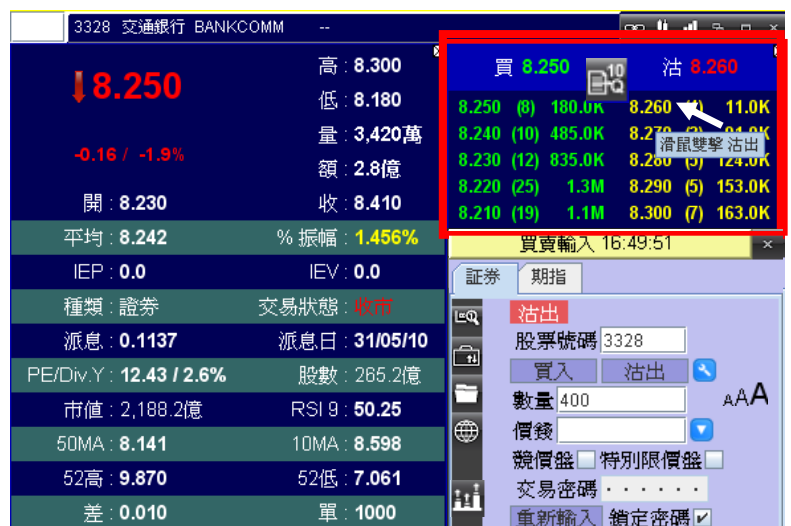 3328 交通銀行 BANKCOMM --
8.250
-0.16 / -1.9%
高 : 8.300
低 : 8.180
量 : 3,420萬
額 : 2.8億
開 : 8.230 收 : 8.410
平均 : 8.242 % 振幅 : 1.456%
IEP : 0.0 IEV : 0.0
種類 : 證券 交易狀態 : 收市
派息 : 0.1137 派息日 : 31/05/10
PE/Div.Y : 12.43 / 2.6% 股數 : 265.2億
市值 : 2,188.2億 RSI 9 : 50.25
50MA : 8.141 10MA : 8.598
52高 : 9.870 52低 : 7.061
差 : 0.010 單 : 1000
買 8.250 沽 8.260
10
Q
8.250 (8) 180.0K 8.260 11.0K
8.240 (10) 485.0K 8.270
8.230 (12) 835.0K 8.280 (5) 124.0K
8.220 (25) 1.3M 8.290 (5) 153.0K
8.210 (19) 1.1M 8.300 (7) 163.0K
滑鼠雙擊 沽出
買賣輸入 16:49:51
証券 期指
沽出
股票號碼 3328
買入 沽出
數量 400
AAA
價錢
競價盤 特別限價盤
交易密碼 · · · · · ·
重新輸入 鎖定密碼